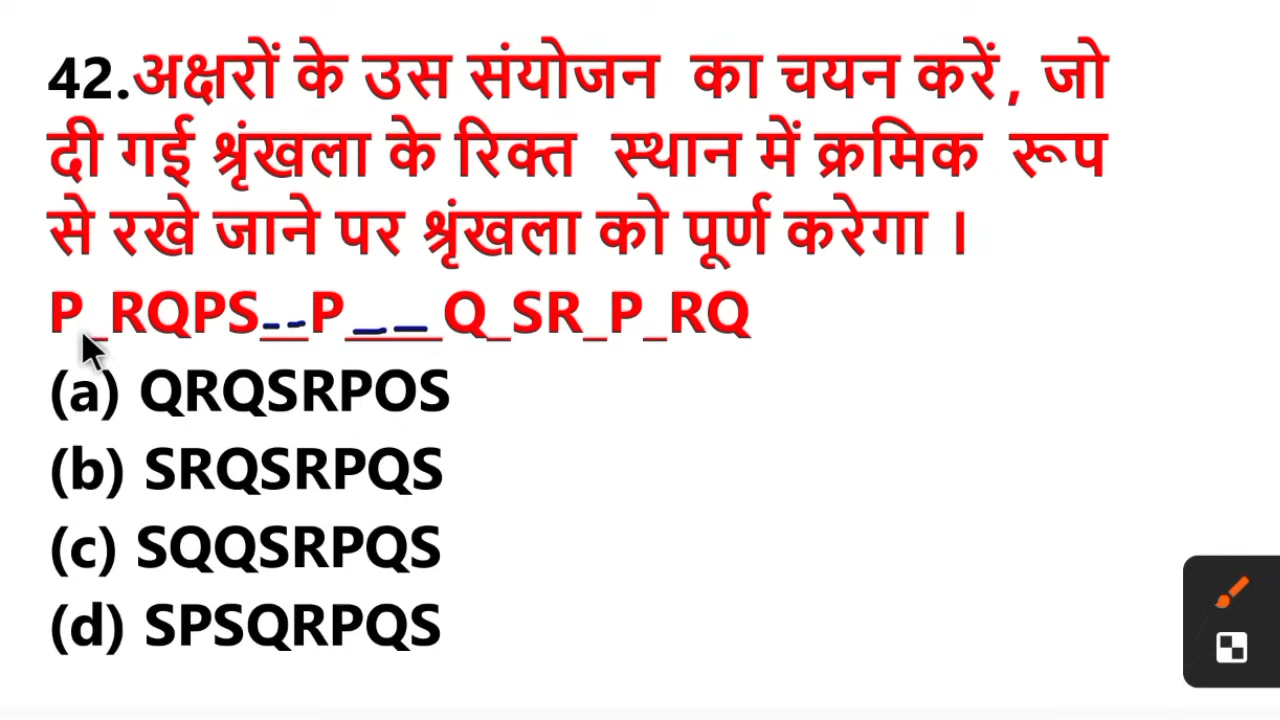 42.अक्षरों के उस संयोजन का चयन करें, जो
दी गई श्रृंखला के रिक्त स्थान में क्रमिक रूप
से रखे जाने पर श्रृंखला को पूर्ण करेगा ।
P_RQPS__P__Q_SR_P_RQ
(a) QRQSRPOS
(b) SRQSRPQS
(c) SQQSRPQS
(d) SPSQRPQS